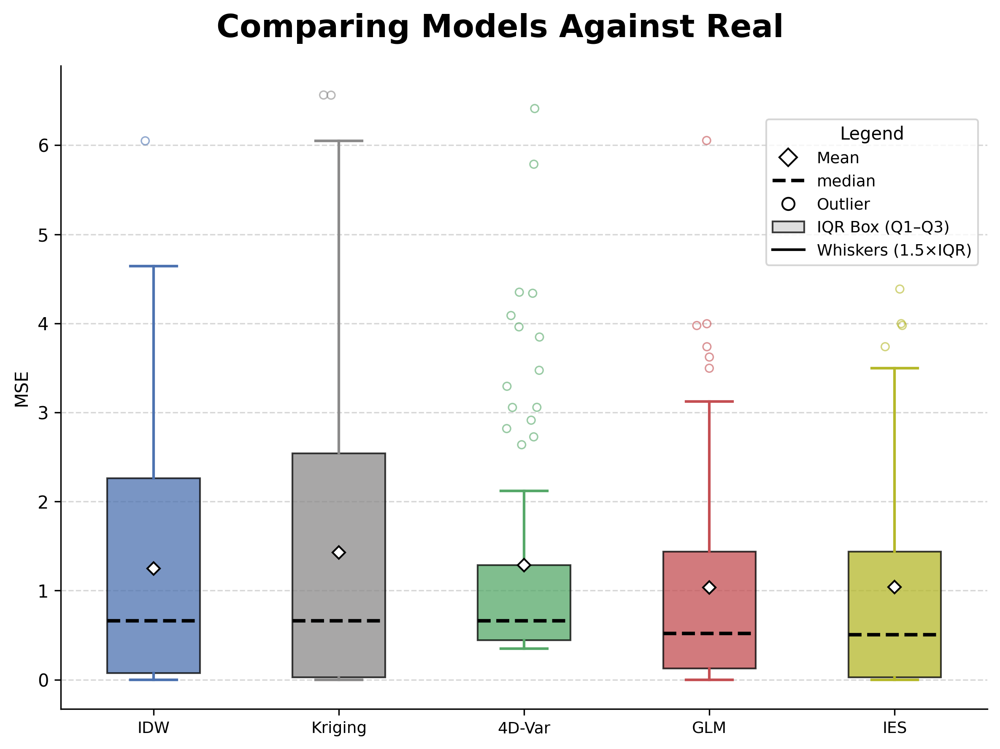 Comparing Models Against Real
MSE
6
5
4
3
2
1
0
IDW
Kriging
4D-Var
GLM
IES
Legend
Mean
median
Outlier
IQR Box (Q1–Q3)
Whiskers (1.5×IQR)